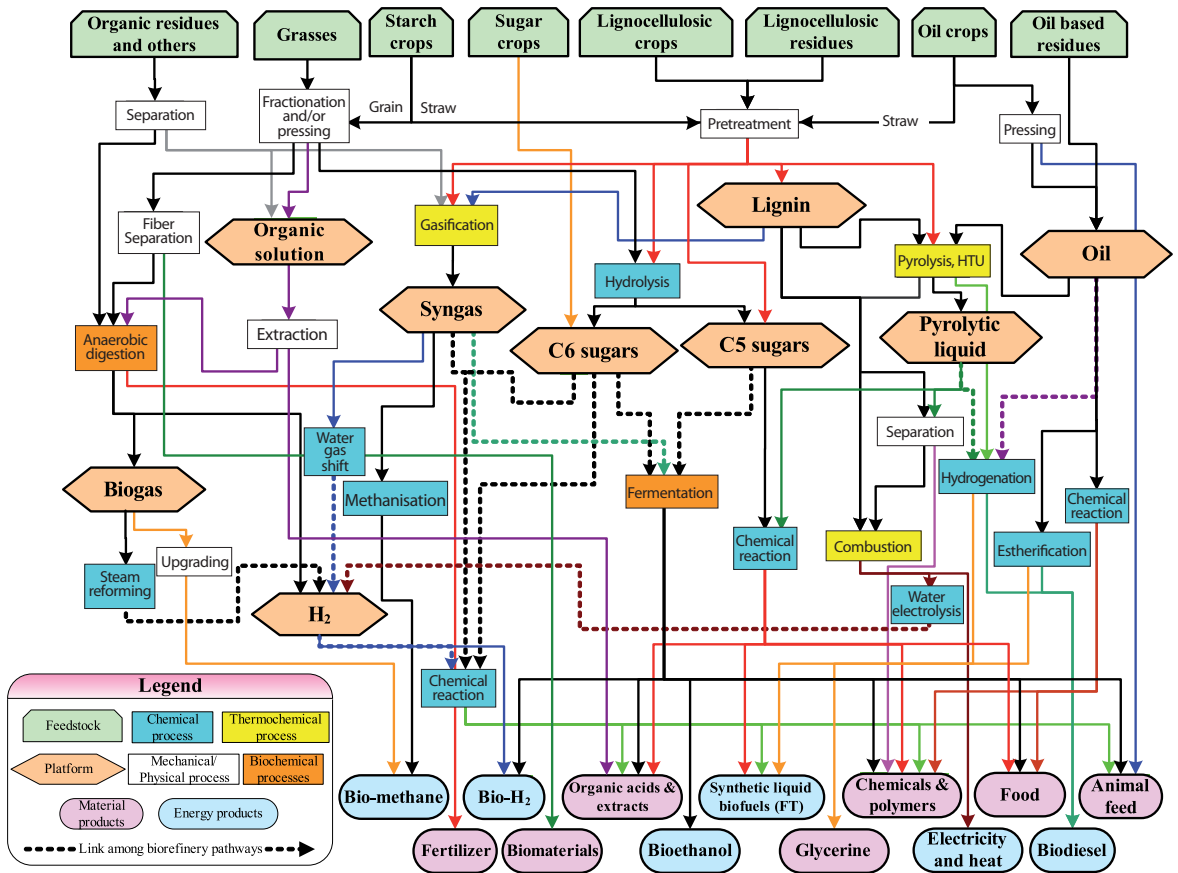 Organic residues
and others
Grasses
Starch
crops
Sugar
crops
Lignocellulosic
crops
Lignocellulosic
residues
Oil crops
Oil based
residues
Separation
Fractionation
and/or
pressing
Grain
Straw
Pretreatment
Straw
Pressing
Fiber
Separation
Organic
solution
Gasification
Lignin
Hydrolysis
Pyrolysis, HTU
Oil
Syngas
Anaerobic
digestion
Extraction
C6 sugars
C5 sugars
Pyrolytic
liquid
Water
gas
shift
Separation
Biogas
Methanisation
Fermentation
Hydrogenation
Chemical
reaction
Chemical
reaction
Combustion
Estherification
Upgrading
Steam
reforming
H2
Water
electrolysis
Chemical
reaction
Legend
Feedstock
Chemical
process
Thermochemical
process
Platform
Mechanical/
Physical process
Biochemical
processes
Material
products
Energy products
Link among biorefinery pathways
Bio-methane
Bio-H2
Organic acids &
extracts
Synthetic liquid
biofuels (FT)
Chemicals &
polymers
Food
Animal
feed
Fertilizer
Biomaterials
Bioethanol
Glycerine
Electricity
and heat
Biodiesel